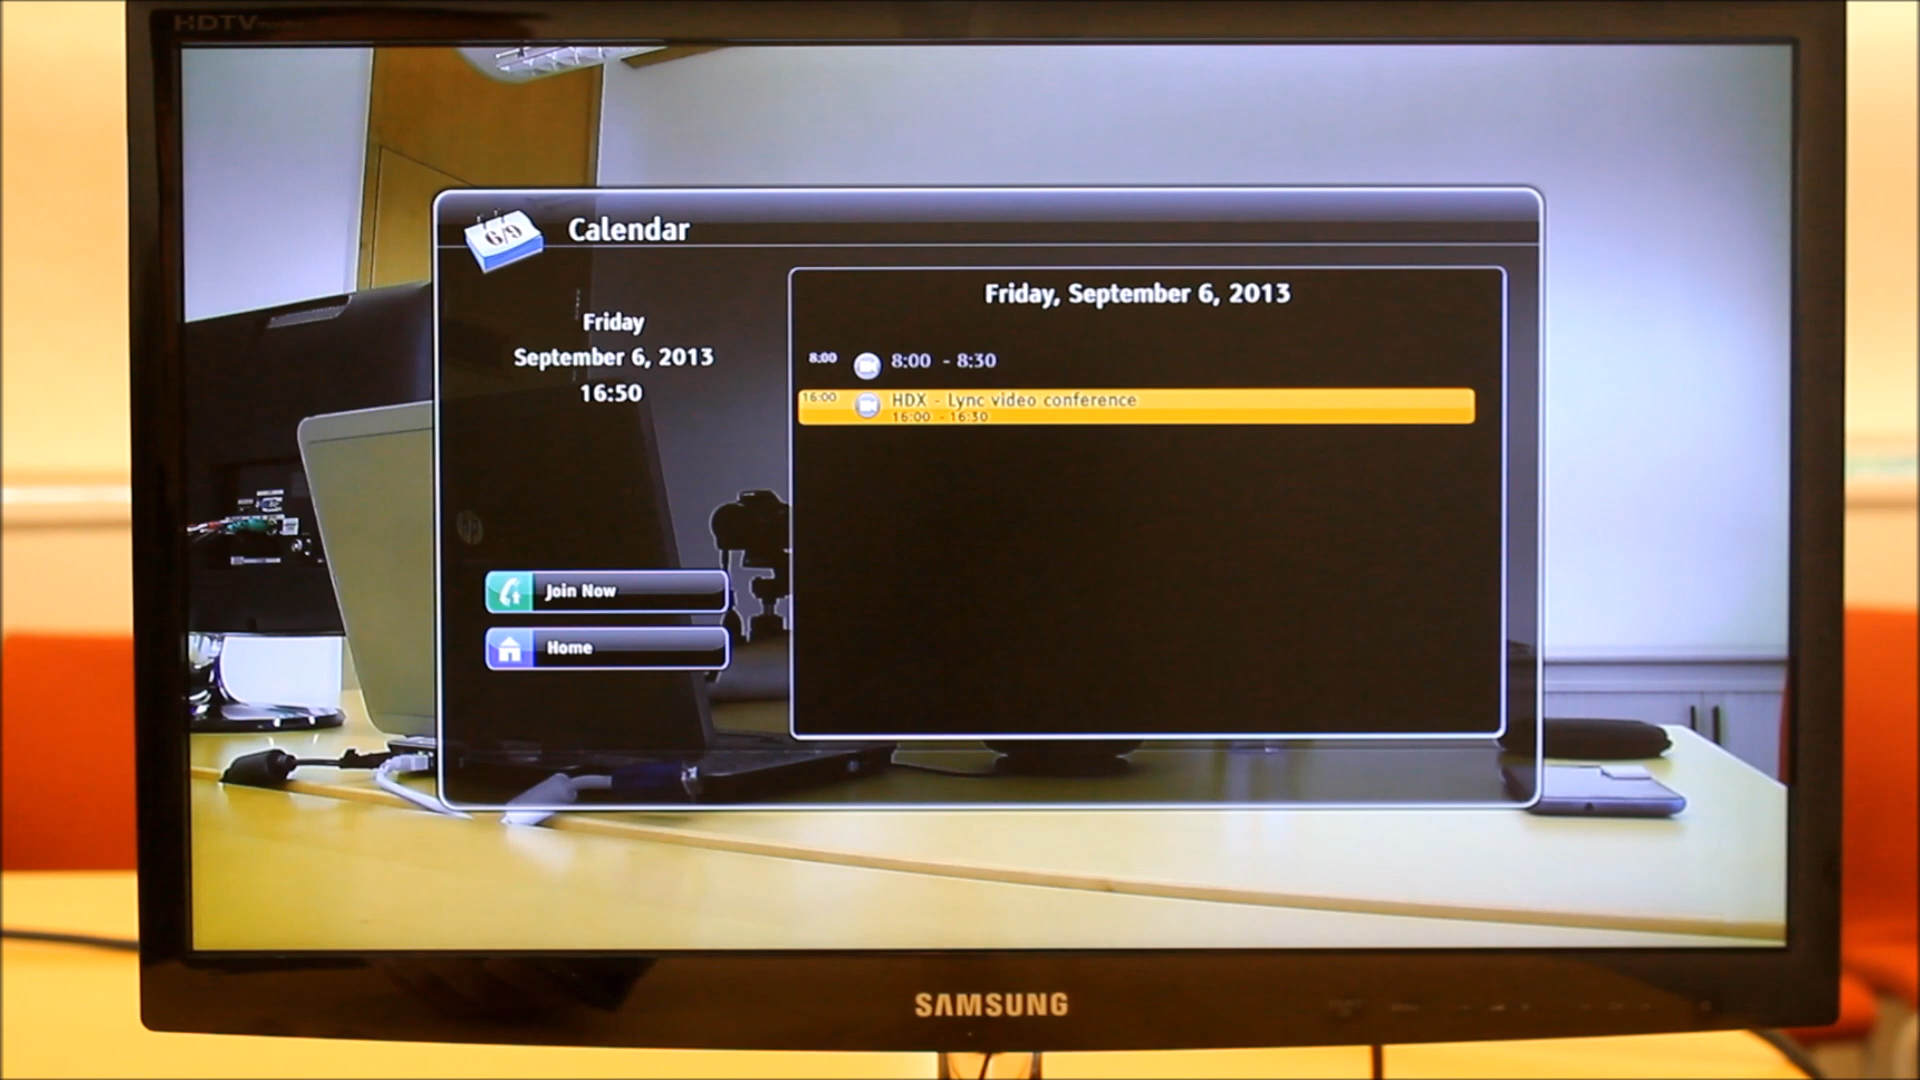 HDTV
6/9
Calendar
Friday
September 6, 2013
16:50
Join Now
Home
Friday, September 6, 2013
8:00 8:00 - 8:30
16:00 HDX - Lync video conference
16:00 - 16:30
SAMSUNG